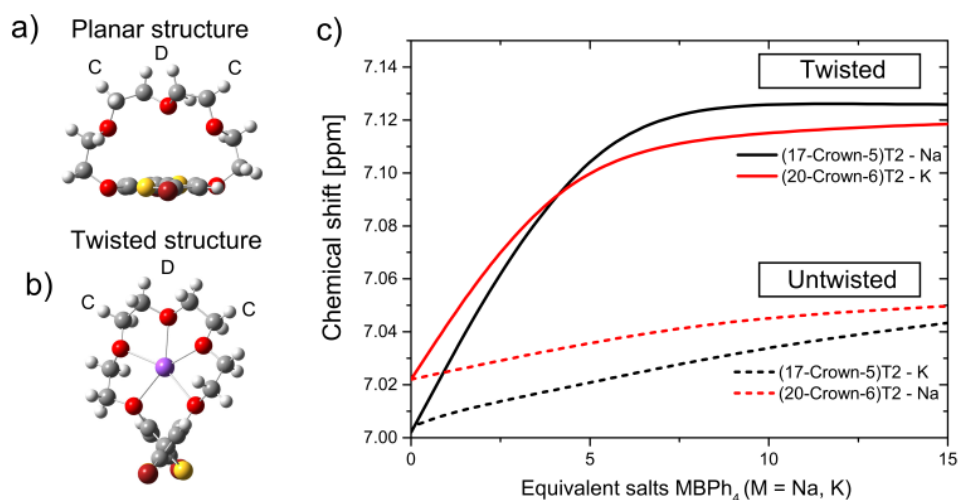 a)
Planar structure
D
C
C
Twisted structure
b)
D
C
C
c)
7.14
7.12
7.10
7.08
7.06
7.04
7.02
7.00
Chemical shift [ppm]
Twisted
(17-Crown-5)T2 - Na
(20-Crown-6)T2 - K
Untwisted
(17-Crown-5)T2 - K
(20-Crown-6)T2 - Na
0
5
10
15
Equivalent salts MBPh₄ (M = Na, K)